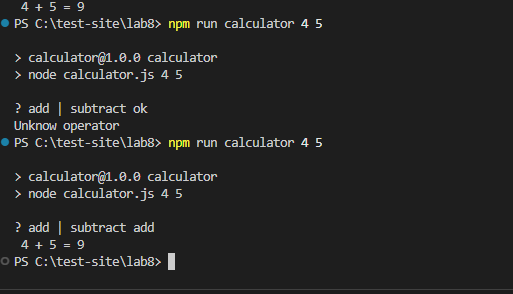 4 + 5 = 9
PS C:\test-site\lab8> npm run calculator 4 5
> calculator@1.0.0 calculator
> node calculator.js 4 5
? add | subtract ok
Unknow operator
PS C:\test-site\lab8> npm run calculator 4 5
> calculator@1.0.0 calculator
> node calculator.js 4 5
? add | subtract add
4 + 5 = 9
PS C:\test-site\lab8>